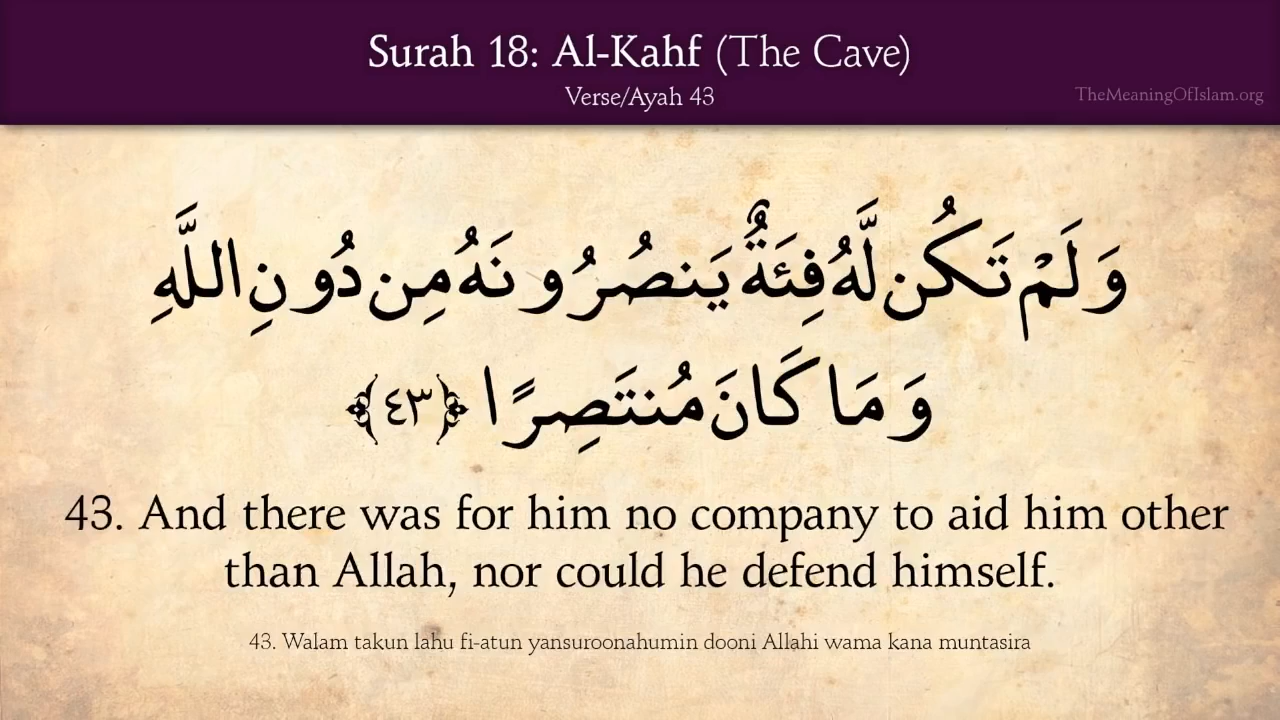 Surah 18: Al-Kahf (The Cave)
Verse/Ayah 43
TheMeaningOfIslam.org
وَلَمْ تَكُن لَّهُ فِئَةٌ يَنصُرُونَهُ مِن دُونِ اللَّهِ
وَمَا كَانَ مُنتَصِرًا ﴿٤٣﴾
43. And there was for him no company to aid him other
than Allah, nor could he defend himself.
43. Walam takun lahu fi-atun yansuroonahumin dooni Allahi wama kana muntasira